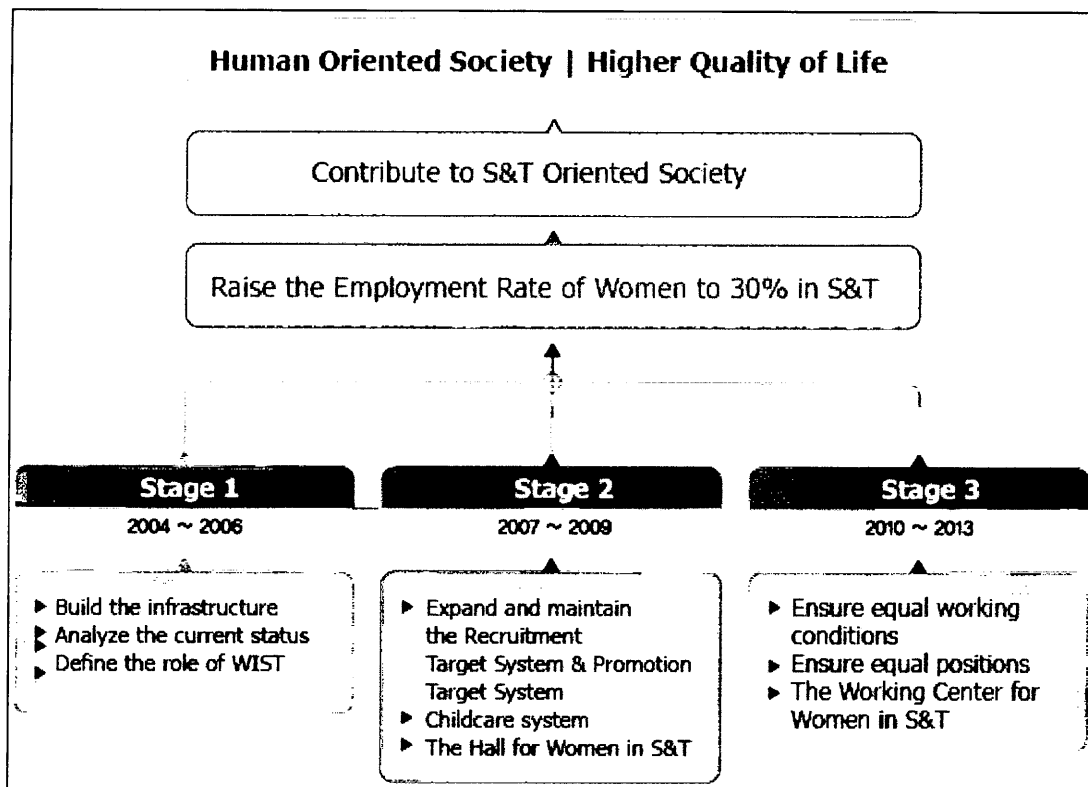 Human Oriented Society | Higher Quality of Life
Contribute to S&T Oriented Society
Raise the Employment Rate of Women to 30% in S&T
Stage 1
2004 ~ 2006
Build the infrastructure
Analyze the current status
Define the role of WIST
Stage 2
2007 ~ 2009
Expand and maintain
the Recruitment
Target System & Promotion
Target System
Childcare system
The Hall for Women in S&T
Stage 3
2010 ~ 2013
Ensure equal working
conditions
Ensure equal positions
The Working Center for
Women in S&T